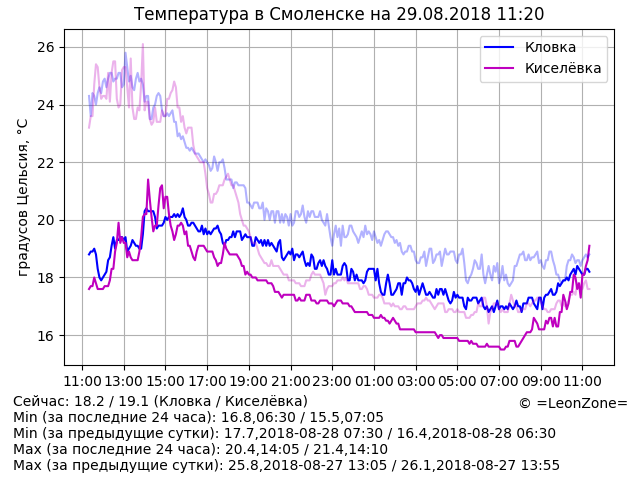 Температура в Смоленске на 29.08.2018 11:20
Кловка
Киселёвка
градусов Цельсия, °C
26
24
22
20
18
16
11:00 13:00 15:00 17:00 19:00 21:00 23:00 01:00 03:00 05:00 07:00 09:00 11:00
Сейчас: 18.2 / 19.1 (Кловка / Киселёвка)
© =LeonZone=
Min (за последние 24 часа): 16.8,06:30 / 15.5,07:05
Min (за предыдущие сутки): 17.7,2018-08-28 07:30 / 16.4,2018-08-28 06:30
Max (за последние 24 часа): 20.4,14:05 / 21.4,14:10
Max (за предыдущие сутки): 25.8,2018-08-27 13:05 / 26.1,2018-08-27 13:55